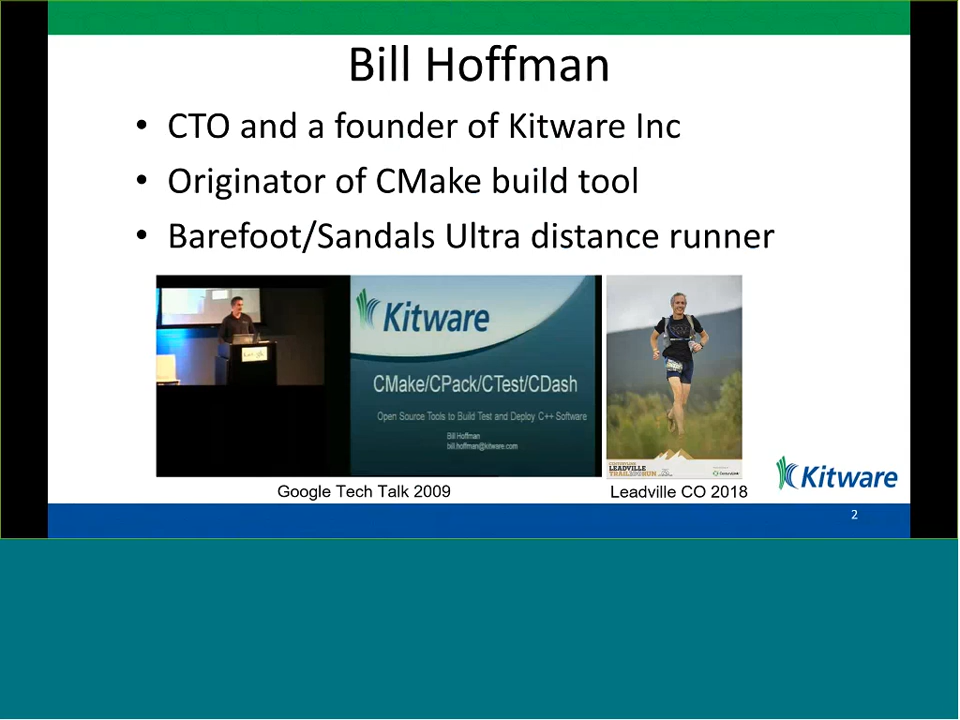 Bill Hoffman
• CTO and a founder of Kitware Inc
• Originator of CMake build tool
• Barefoot/Sandals Ultra distance runner
Kitware
CMake/CPack/CTest/CDash
Open Source Tools to Build Test and Deploy C++ Software
Bill Hoffman
bill.hoffman@kitware.com
LEADVILLE
Google Tech Talk 2009
Leadville CO 2018
Kitware
2